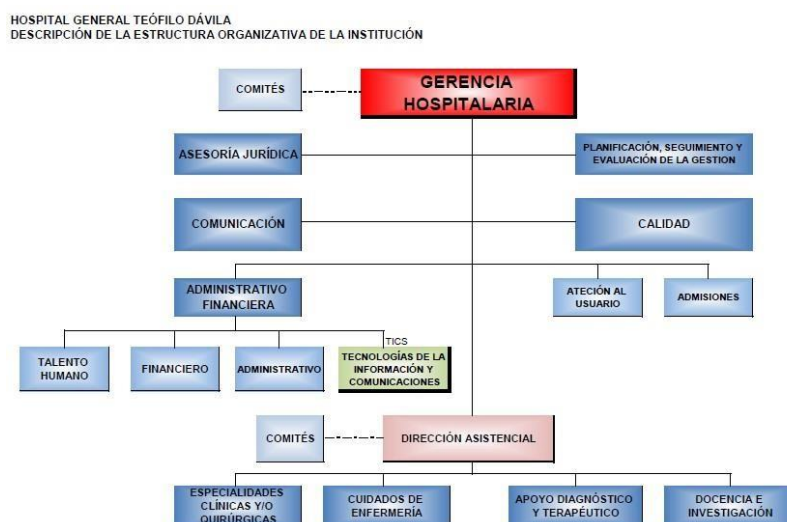 HOSPITAL GENERAL TEÓFILO DÁVILA
DESCRIPCIÓN DE LA ESTRUCTURA ORGANIZATIVA DE LA INSTITUCIÓN
COMITÉS
GERENCIA
HOSPITALARIA
ASESORÍA JURÍDICA
PLANIFICACIÓN, SEGUIMIENTO Y
EVALUACIÓN DE LA GESTION
COMUNICACIÓN
CALIDAD
ADMINISTRATIVO
FINANCIERA
ATECIÓN AL
USUARIO
ADMISIONES
TALENTO
HUMANO
FINANCIERO
ADMINISTRATIVO
TICS
TECNOLOGÍAS DE LA
INFORMACIÓN Y
COMUNICACIONES
COMITÉS
DIRECCIÓN ASISTENCIAL
ESPECIALIDADES
CLÍNICAS Y/O
QUIRÚRGICAS
CUIDADOS DE
ENFERMERÍA
APOYO DIAGNÓSTICO
Y TERAPÉUTICO
DOCENCIA E
INVESTIGACIÓN